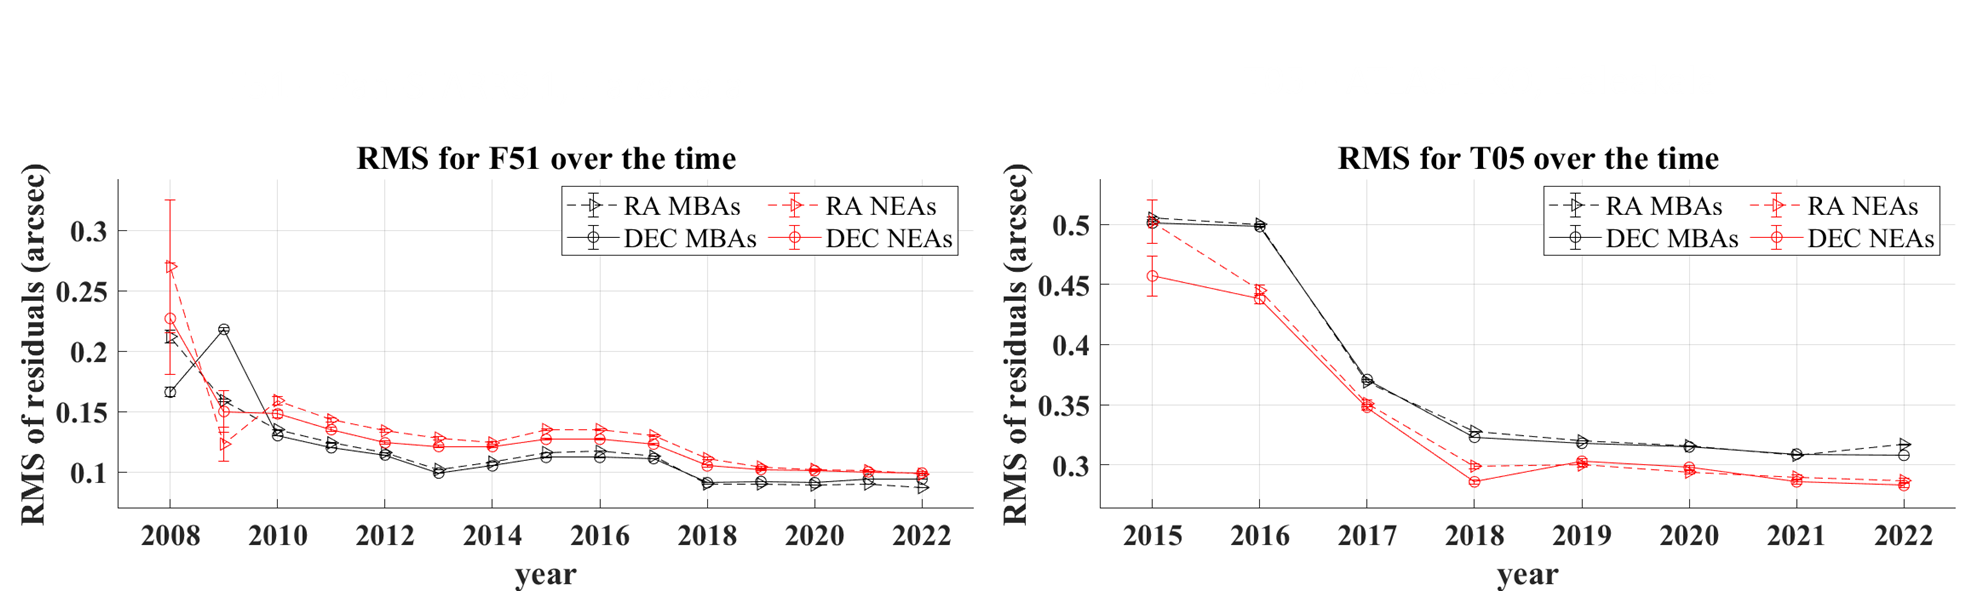 RMS for F51 over the time
RMS of residuals (arcsec)
0.3
0.25
0.2
0.15
0.1
RA MBAs RA NEAs
DEC MBAs DEC NEAs
2008 2010 2012 2014 2016 2018 2020 2022
year
RMS for T05 over the time
RMS of residuals (arcsec)
0.5
0.45
0.4
0.35
0.3
RA MBAs RA NEAs
DEC MBAs DEC NEAs
2015 2016 2017 2018 2019 2020 2021 2022
year